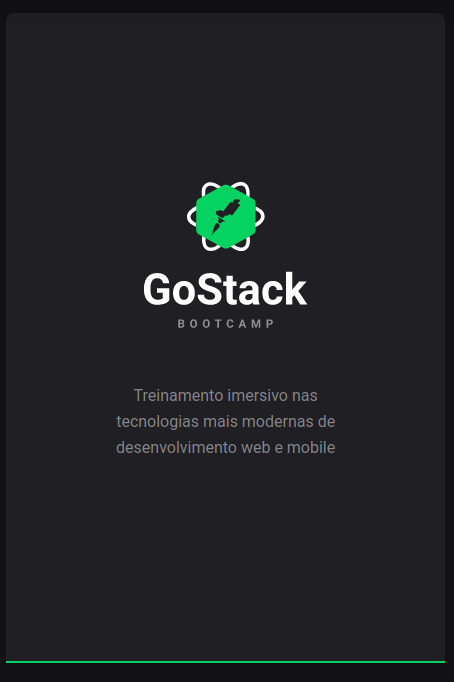 GoStack
BOOTCAMP
Treinamento imersivo nas
tecnologias mais modernas de
desenvolvimento web e mobile